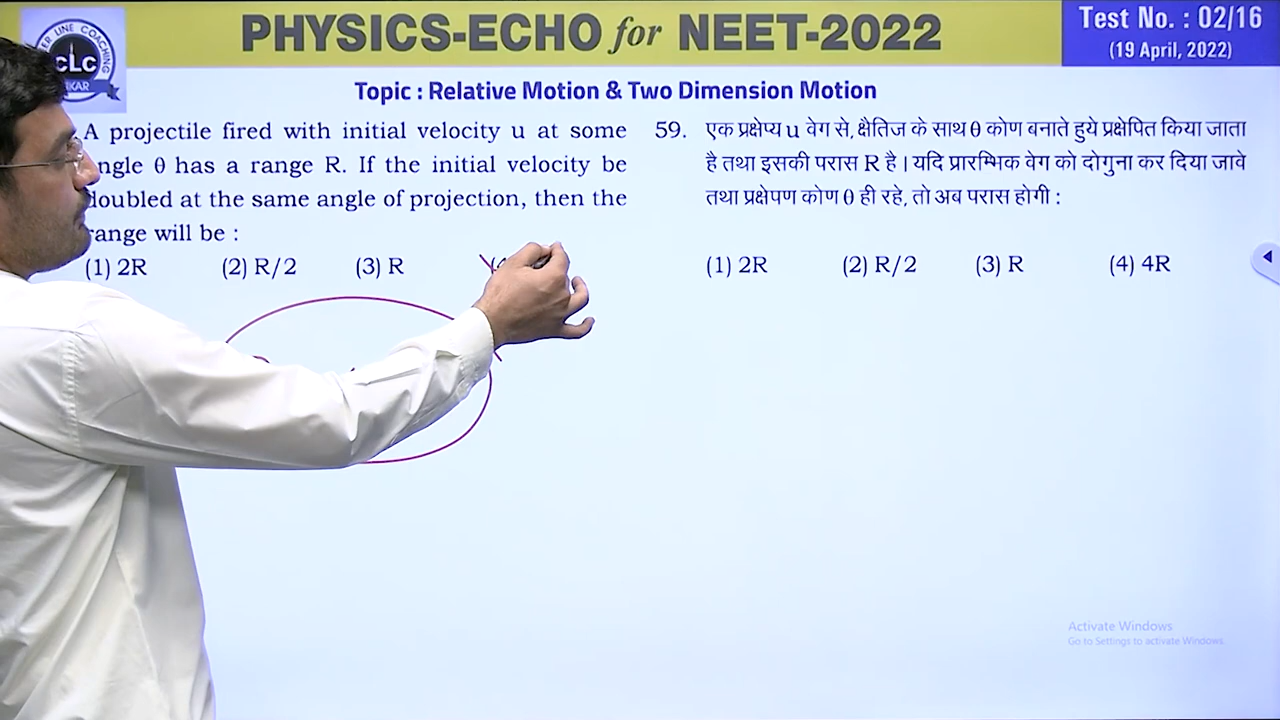 PHYSICS-ECHO for NEET-2022
Test No. : 02/16
(19 April, 2022)
LINE COACHING
cLc
KAR
Topic : Relative Motion & Two Dimension Motion
A projectile fired with initial velocity u at some
angle θ has a range R. If the initial velocity be
doubled at the same angle of projection, then the
range will be :
(1) 2R (2) R/2 (3) R
59. एक प्रक्षेप्य u वेग से, क्षैतिज के साथ θ कोण बनाते हुये प्रक्षेपित किया जाता
है तथा इसकी परास R है। यदि प्रारम्भिक वेग को दोगुना कर दिया जावे
तथा प्रक्षेपण कोण θ ही रहे, तो अब परास होगी :
(1) 2R (2) R/2 (3) R (4) 4R
Activate Windows
Go to Settings to activate Windows.